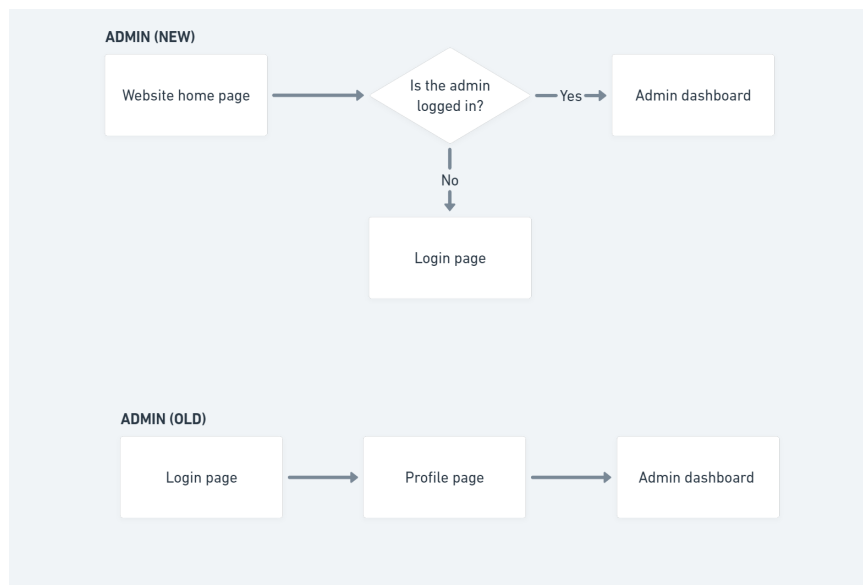 ADMIN (NEW)
Website home page
Is the admin
logged in?
Yes
Admin dashboard
No
Login page
ADMIN (OLD)
Login page
Profile page
Admin dashboard